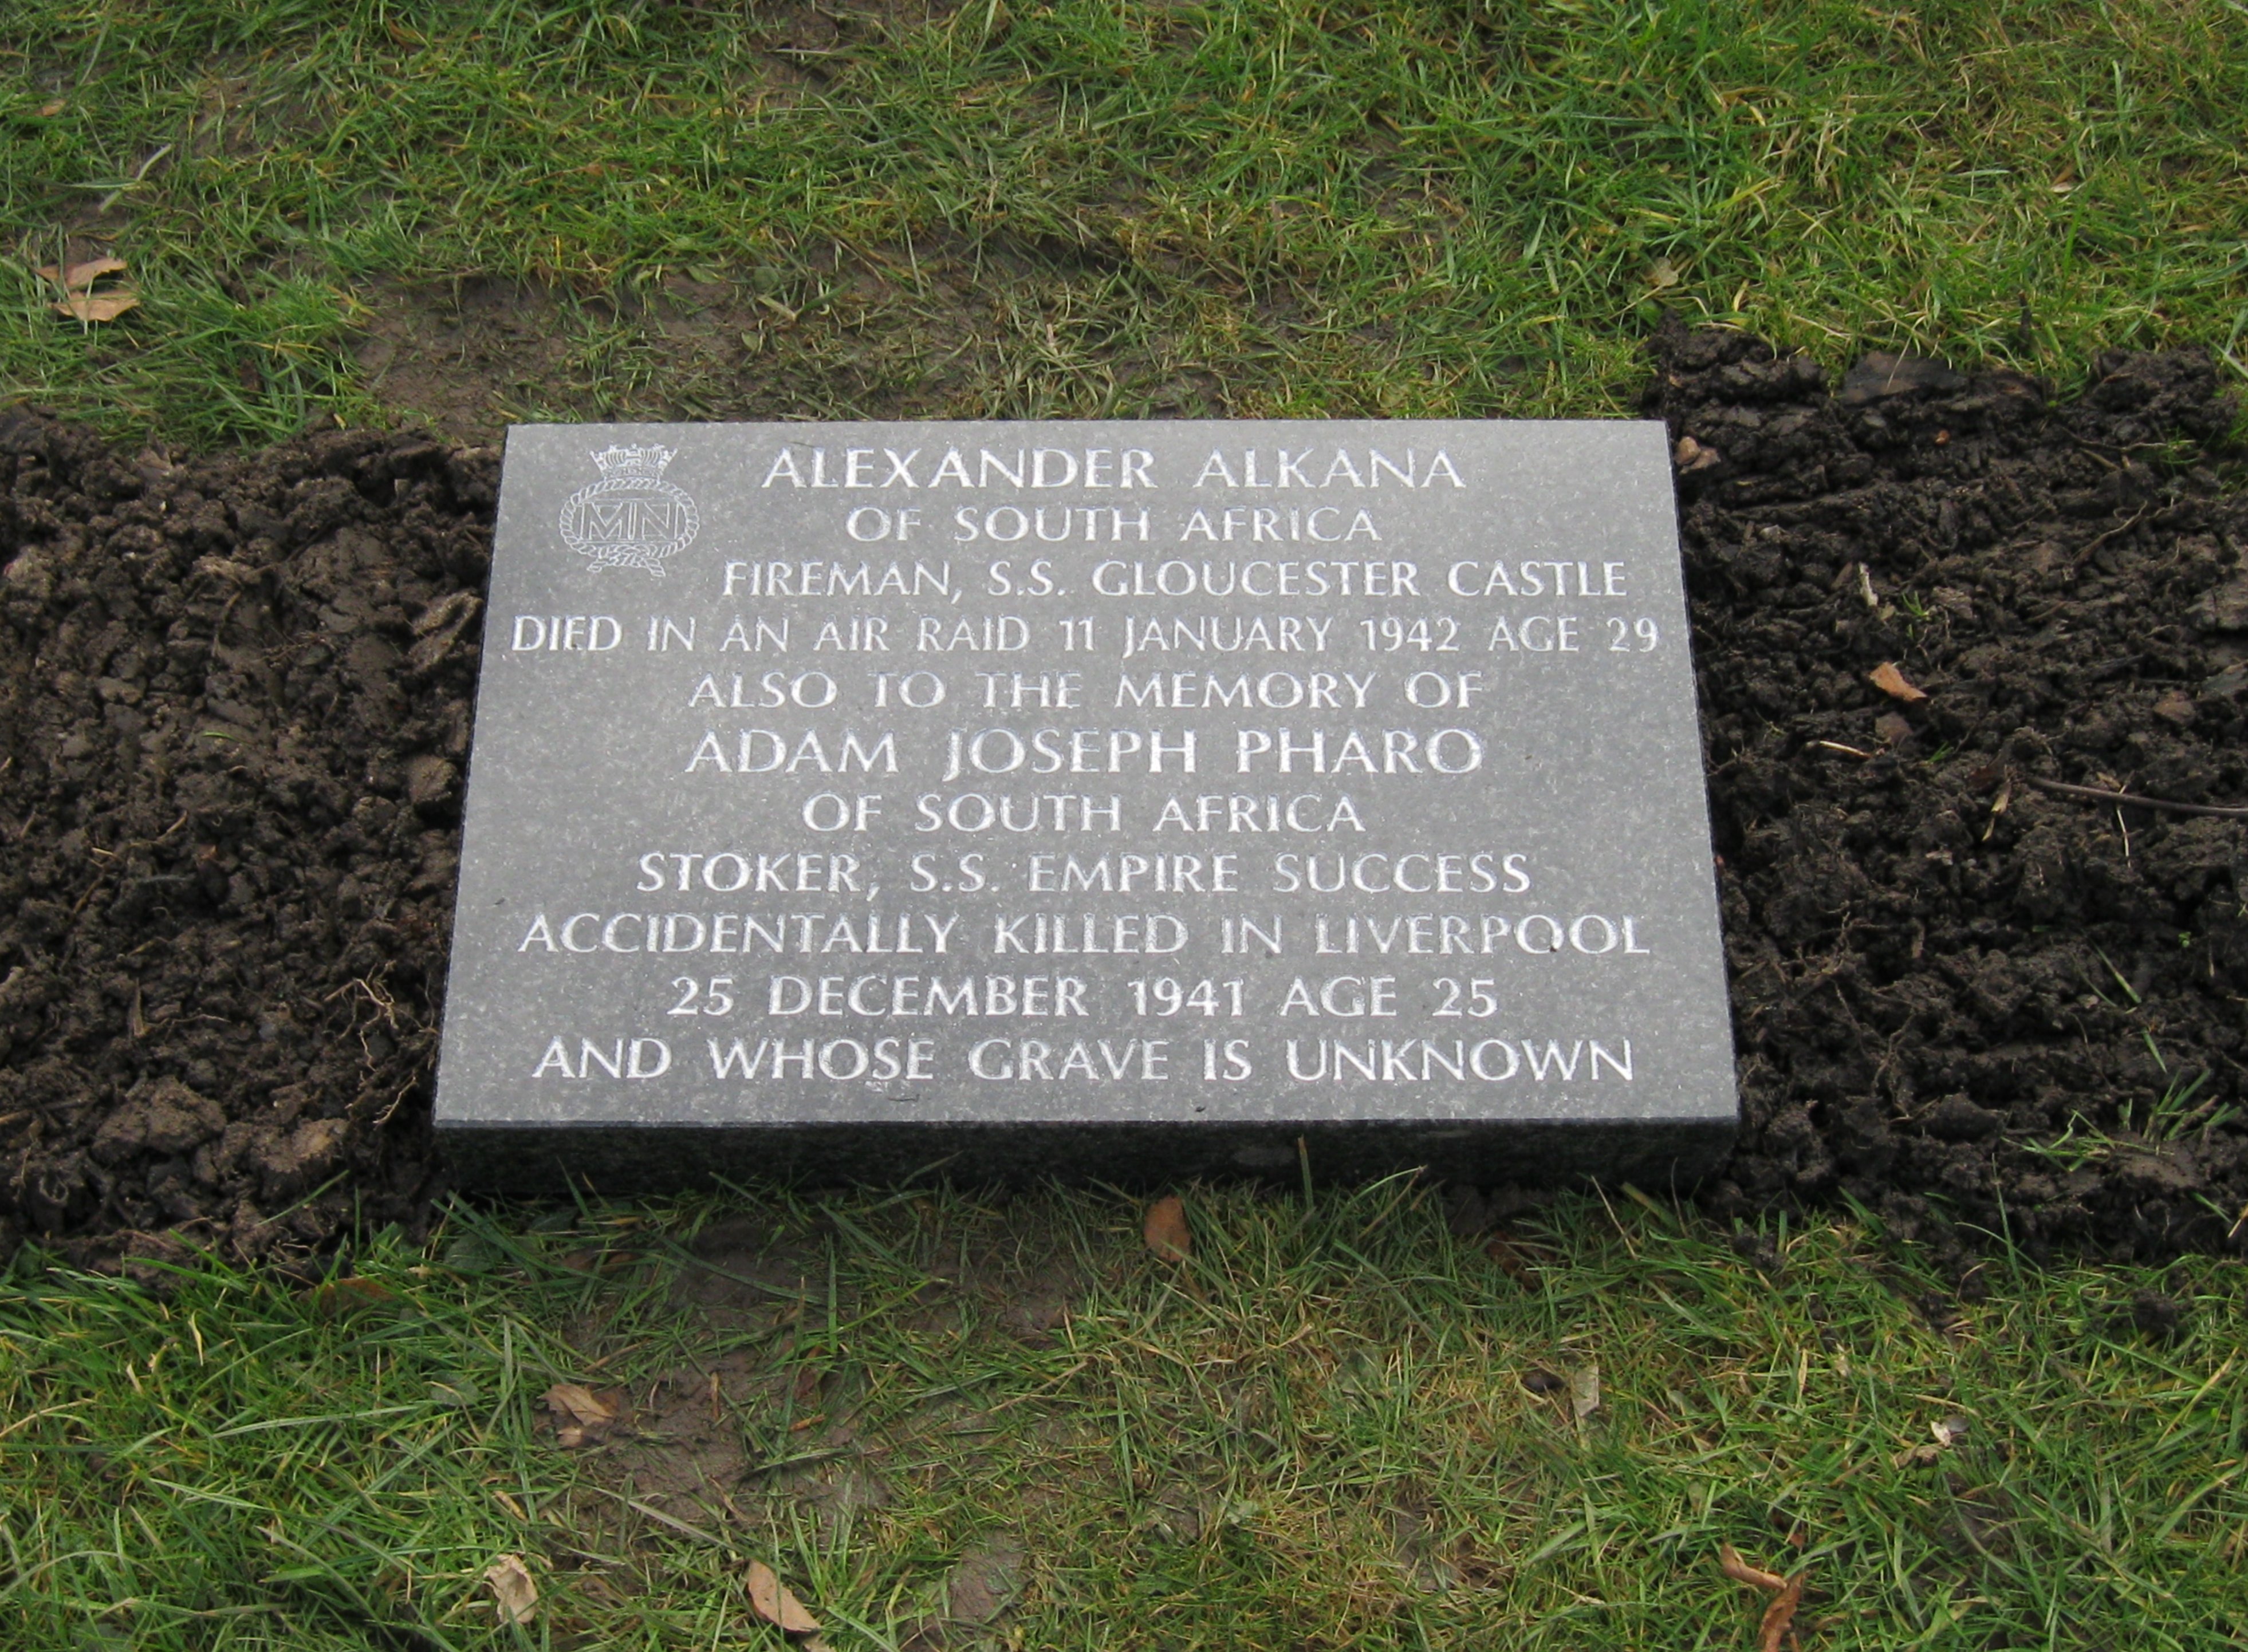 MN
ALEXANDER ALKANA
OF SOUTH AFRICA
FIREMAN, S.S. GLOUCESTER CASTLE
DIED IN AN AIR RAID 11 JANUARY 1942 AGE 29
ALSO TO THE MEMORY OF
ADAM JOSEPH PHARO
OF SOUTH AFRICA
STOKER, S.S. EMPIRE SUCCESS
ACCIDENTALLY KILLED IN LIVERPOOL
25 DECEMBER 1941 AGE 25
AND WHOSE GRAVE IS UNKNOWN